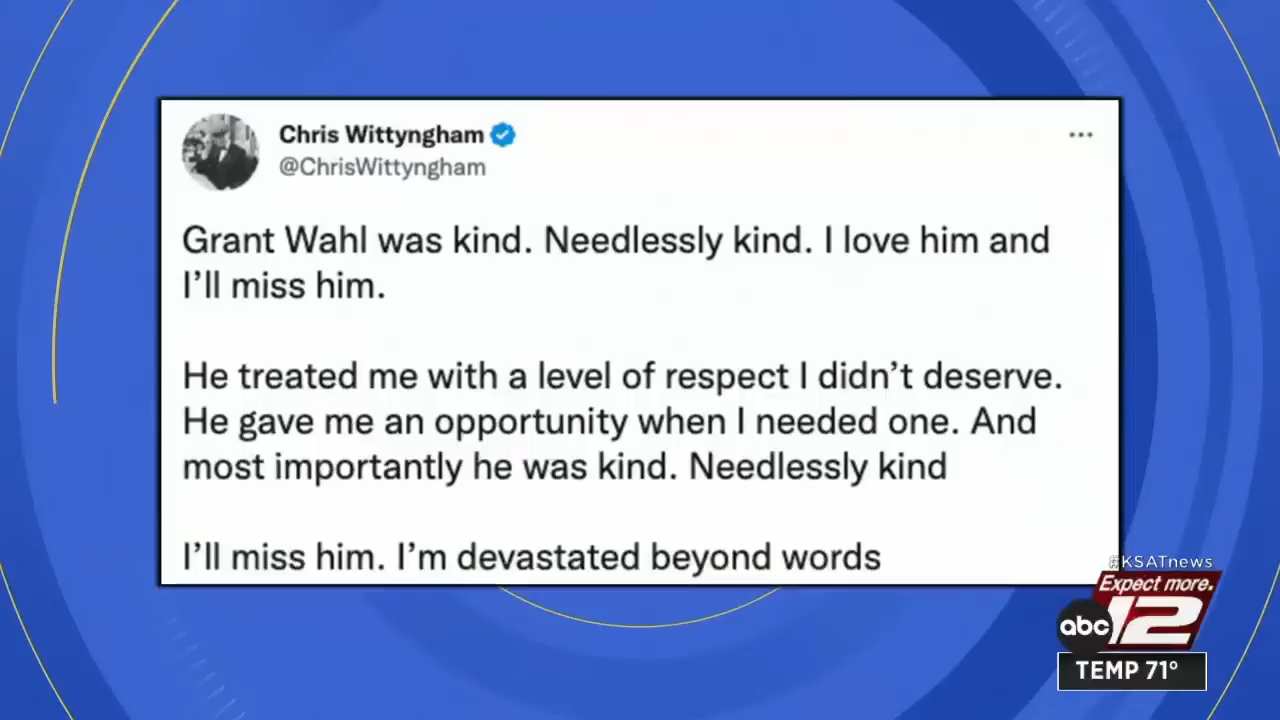 Chris Wittyngham
@ChrisWittyngham
Grant Wahl was kind. Needlessly kind. I love him and
I’ll miss him.
He treated me with a level of respect I didn’t deserve.
He gave me an opportunity when I needed one. And
most importantly he was kind. Needlessly kind
I’ll miss him. I’m devastated beyond words
#KSATnews
Expect more.
abc 12
TEMP 71°